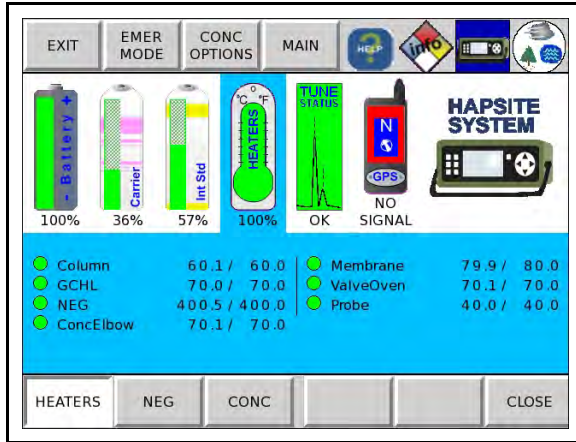 EXIT
EMER
MODE
CONC
OPTIONS
MAIN
HELP
info
- Battery +
Carrier
Int Std
°C °F
HEATERS
TUNE
STATUS
N
GPS
HAPSITE
SYSTEM
100%
36%
57%
100%
OK
NO
SIGNAL
Column 60.1/ 60.0
Membrane 79.9/ 80.0
GCHL 70.0/ 70.0
ValveOven 70.1/ 70.0
NEG 400.5/400.0
Probe 40.0/ 40.0
ConcElbow 70.1/ 70.0
HEATERS
NEG
CONC
CLOSE